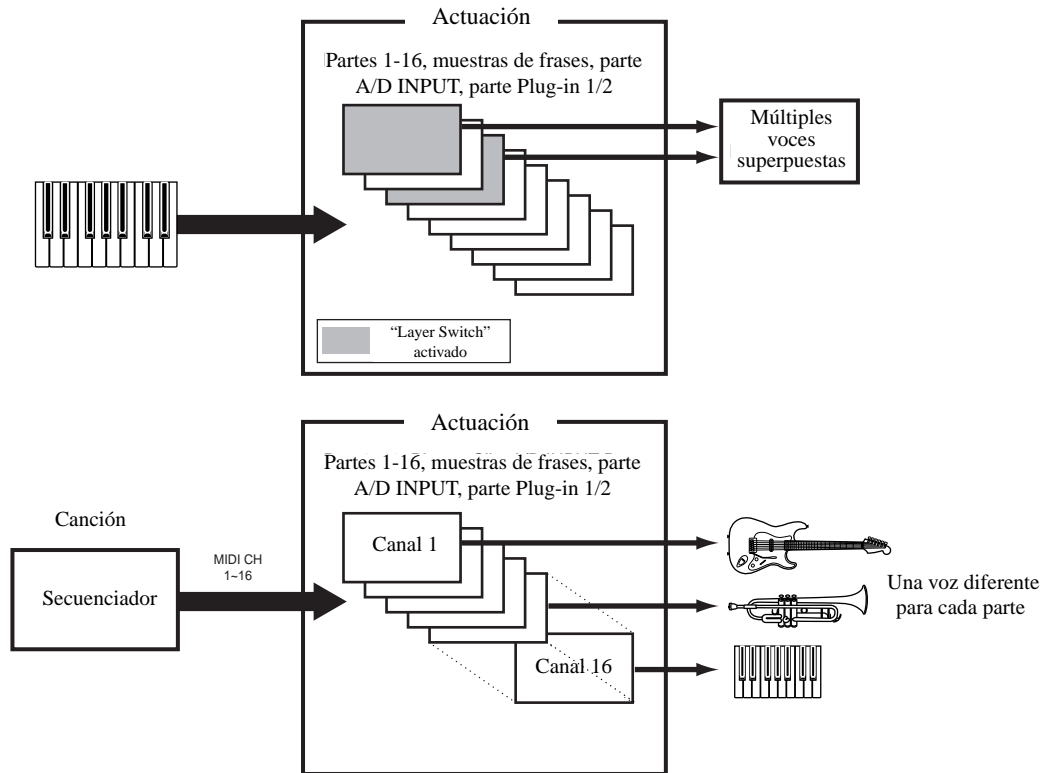 Actuación
Partes 1-16, muestras de frases, parte
A/D INPUT, parte Plug-in 1/2
Múltiples
voces
superpuestas
“Layer Switch”
activado
Actuación
Partes 1-16, muestras de frases, parte
A/D INPUT, parte Plug-in 1/2
Canción
Secuenciador
MIDI CH
1~16
Canal 1
Canal 16
Una voz diferente
para cada parte